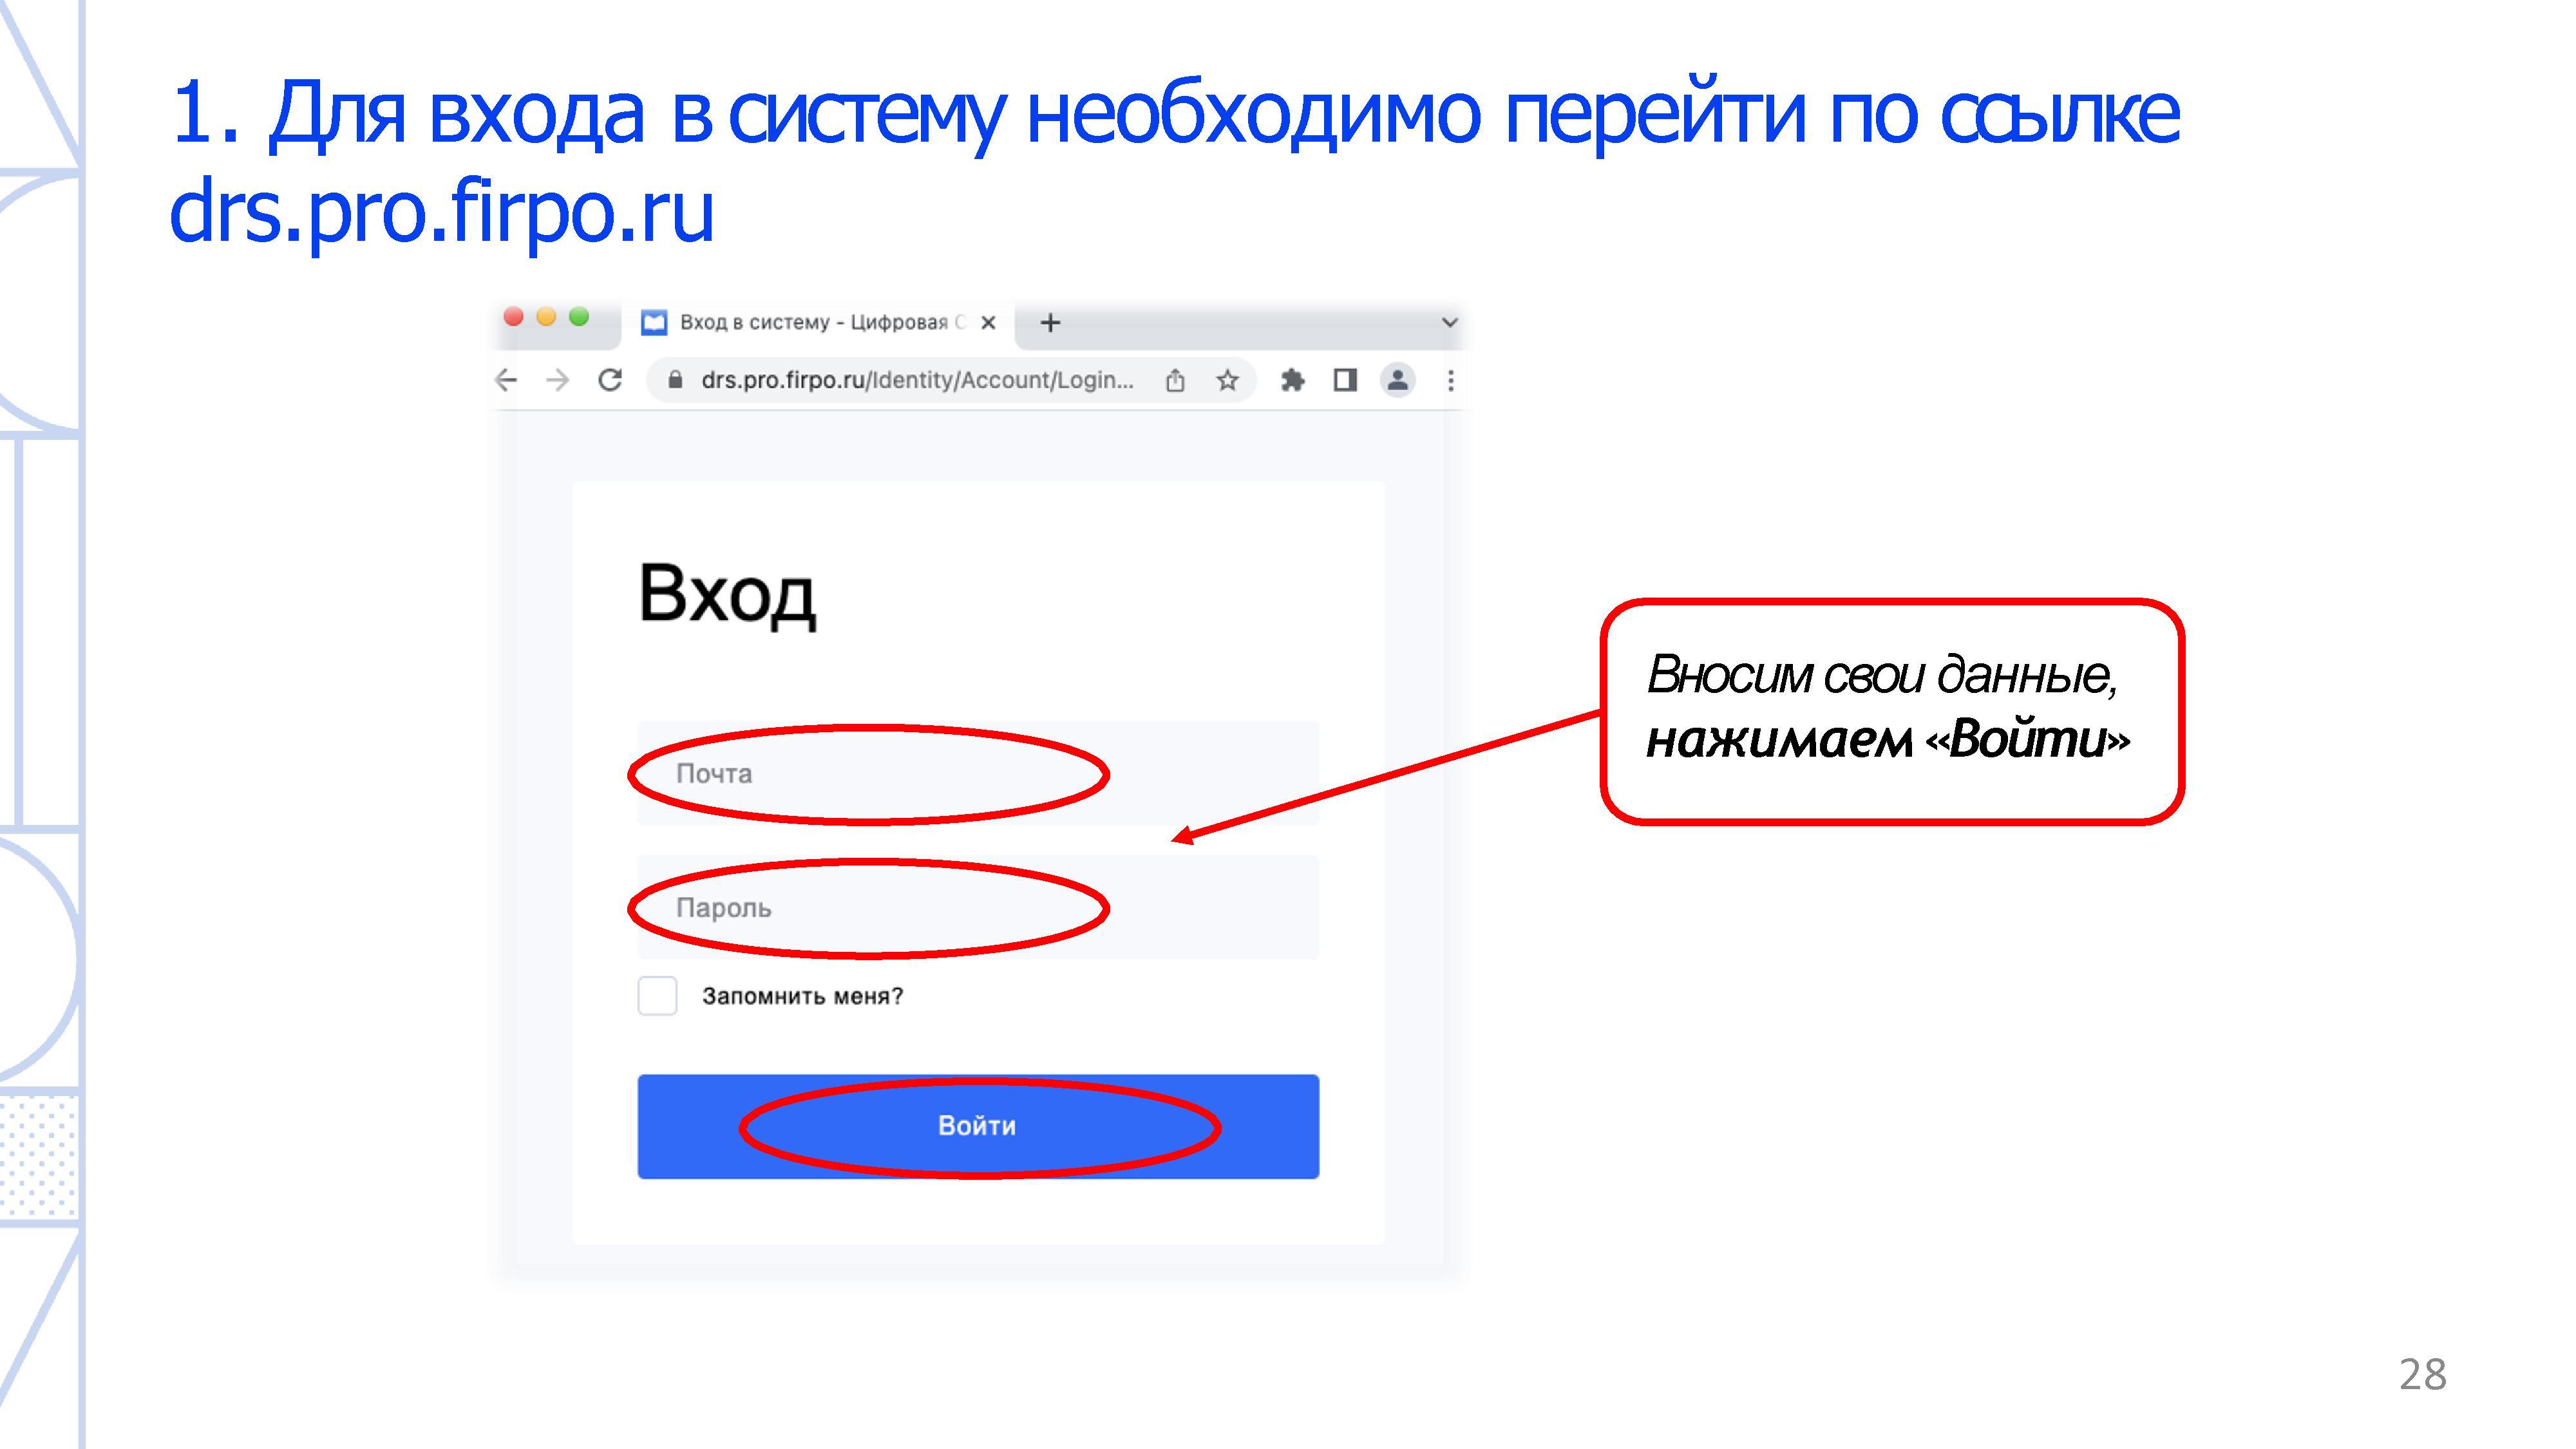 1. Для входа в систему необходимо перейти по ссылке
drs.pro.firpo.ru
Вход в систему - Цифровая С
drs.pro.firpo.ru/Identity/Account/Login...
Вход
Почта
Пароль
Запомнить меня?
Войти
Вносим свои данные,
нажимаем «Войти»
28